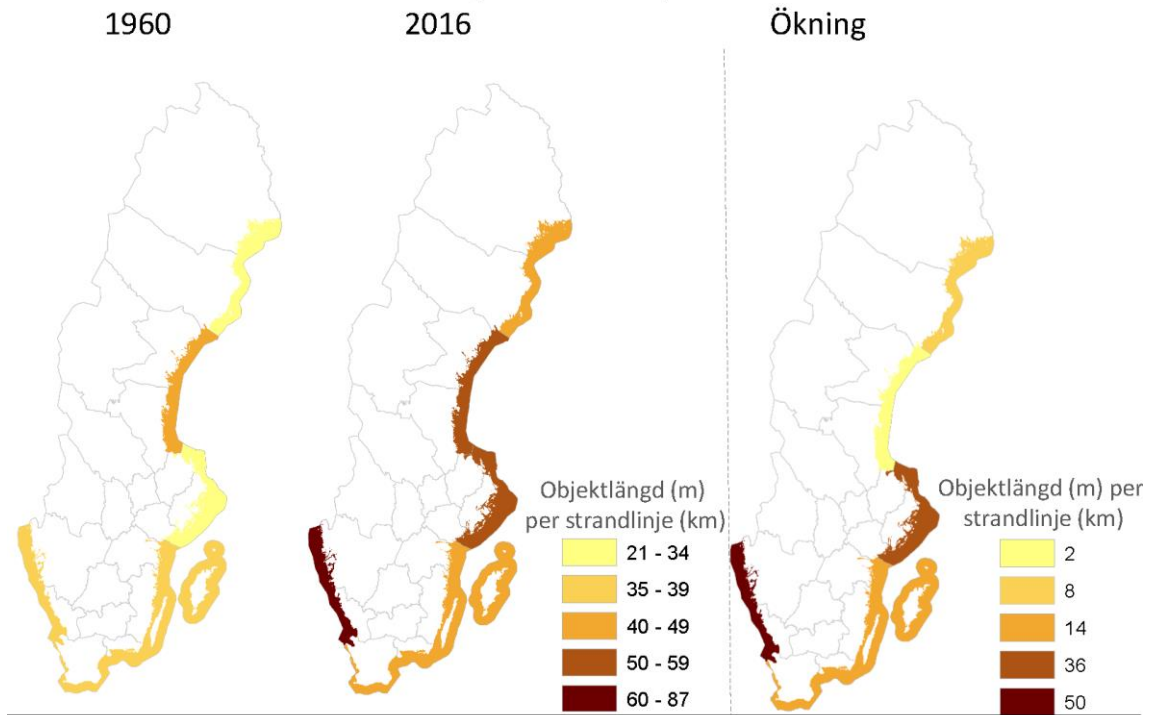 1960
2016
Ökning
Objektlängd (m)
per strandlinje (km)
21 - 34
35 - 39
40 - 49
50 - 59
60 - 87
Objektlängd (m) per
strandlinje (km)
2
8
14
36
50